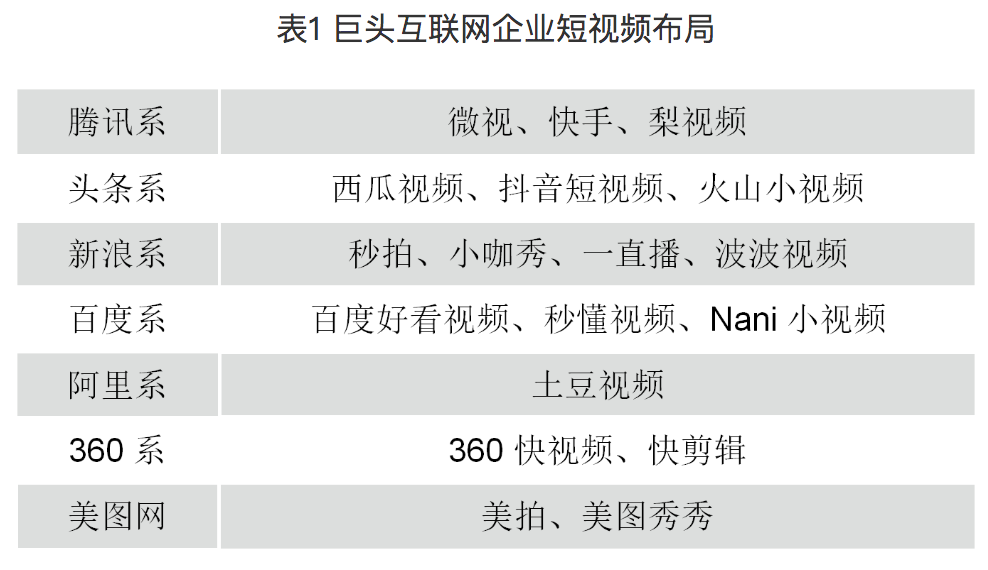 表1 巨头互联网企业短视频布局
腾讯系 微视、快手、梨视频
头条系 西瓜视频、抖音短视频、火山小视频
新浪系 秒拍、小咖秀、一直播、波波视频
百度系 百度好看视频、秒懂视频、Nani 小视频
阿里系 土豆视频
360 系 360 快视频、快剪辑
美图网 美拍、美图秀秀